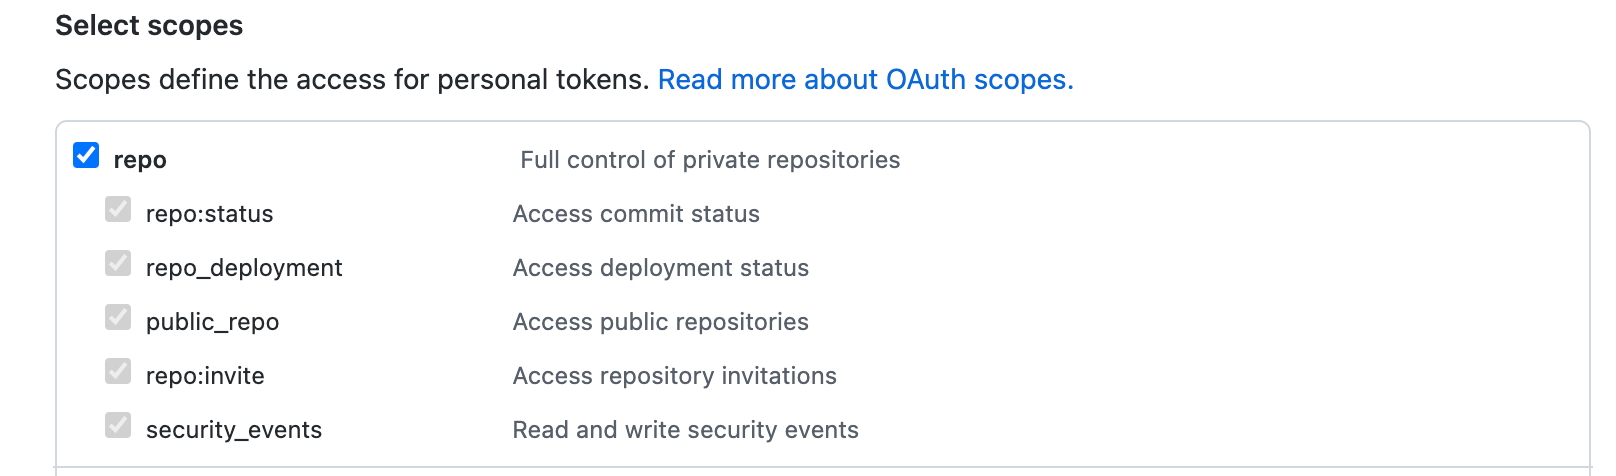 Select scopes
Scopes define the access for personal tokens. Read more about OAuth scopes.
repo Full control of private repositories
repo:status Access commit status
repo_deployment Access deployment status
public_repo Access public repositories
repo:invite Access repository invitations
security_events Read and write security events